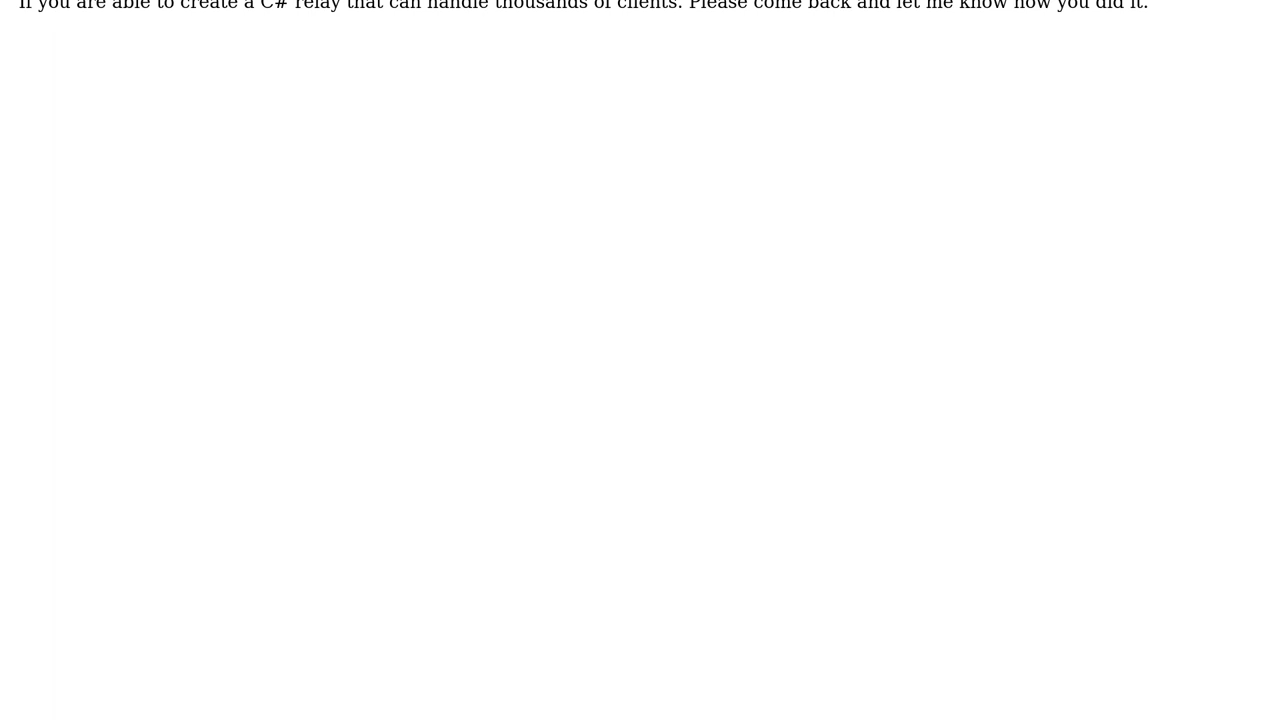 If you are able to create a C# relay that can handle thousands of clients. Please come back and let me know how you did it.